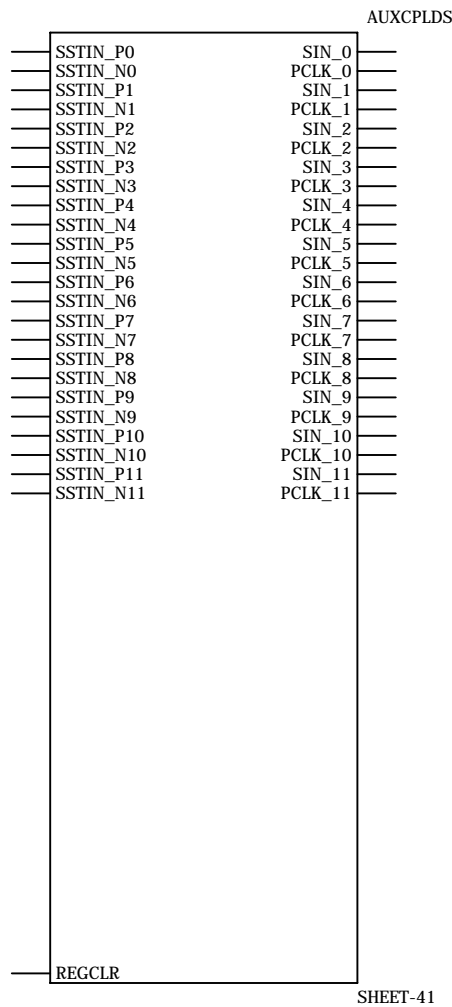 AUXCPLDS
SSTIN_P0 SIN_0
SSTIN_N0 PCLK_0
SSTIN_P1 SIN_1
SSTIN_N1 PCLK_1
SSTIN_P2 SIN_2
SSTIN_N2 PCLK_2
SSTIN_P3 SIN_3
SSTIN_N3 PCLK_3
SSTIN_P4 SIN_4
SSTIN_N4 PCLK_4
SSTIN_P5 SIN_5
SSTIN_N5 PCLK_5
SSTIN_P6 SIN_6
SSTIN_N6 PCLK_6
SSTIN_P7 SIN_7
SSTIN_N7 PCLK_7
SSTIN_P8 SIN_8
SSTIN_N8 PCLK_8
SSTIN_P9 SIN_9
SSTIN_N9 PCLK_9
SSTIN_P10 SIN_10
SSTIN_N10 PCLK_10
SSTIN_P11 SIN_11
SSTIN_N11 PCLK_11
REGCLR
SHEET-41